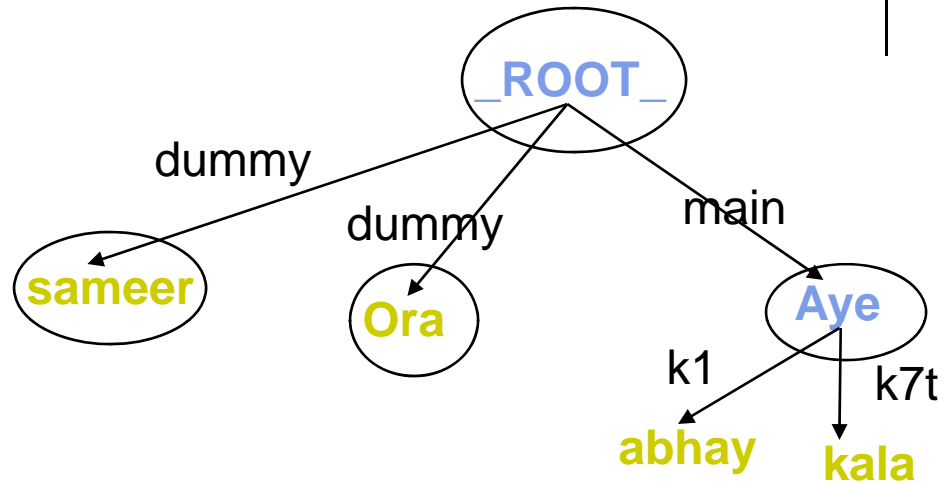 _ROOT_
dummy
dummy
main
sameer
Ora
Aye
k1
k7t
abhay
kala